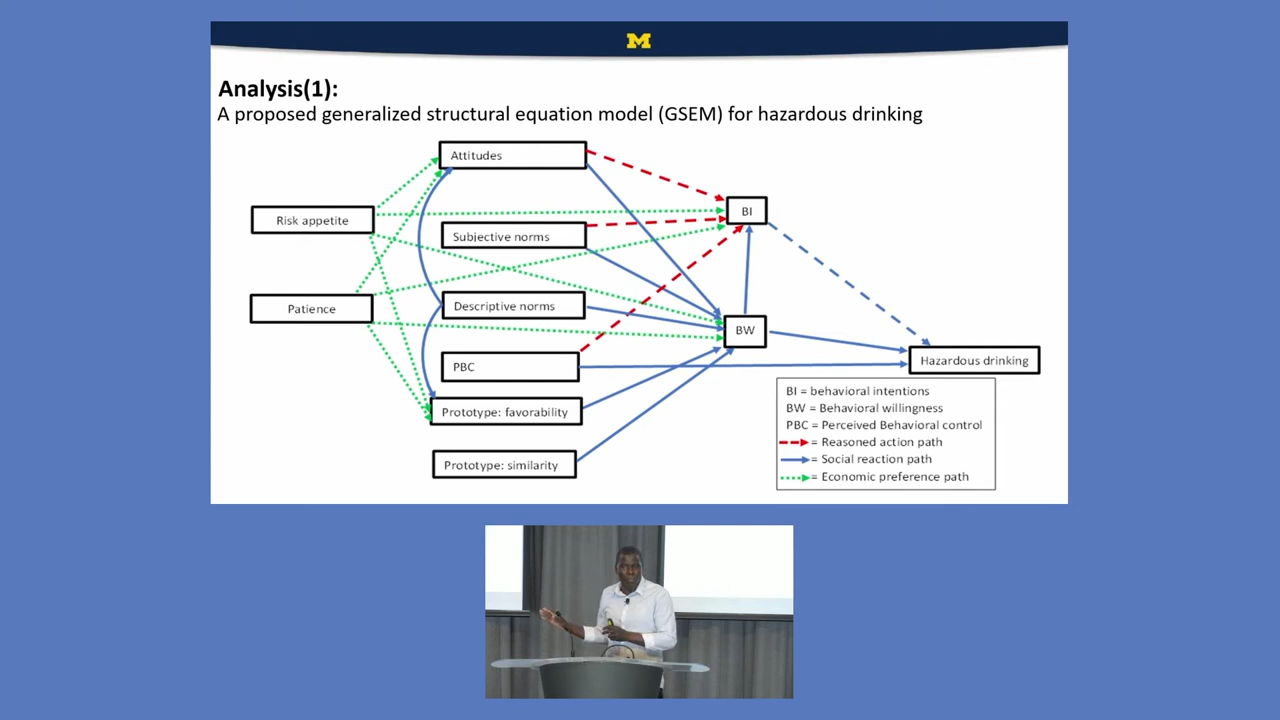 M
Analysis(1):
A proposed generalized structural equation model (GSEM) for hazardous drinking
Attitudes
Risk appetite
BI
Subjective norms
Patience
Descriptive norms
BW
PBC
Hazardous drinking
Prototype: favorability
Prototype: similarity
BI = behavioral intentions
BW = Behavioral willingness
PBC = Perceived Behavioral control
= Reasoned action path
= Social reaction path
= Economic preference path